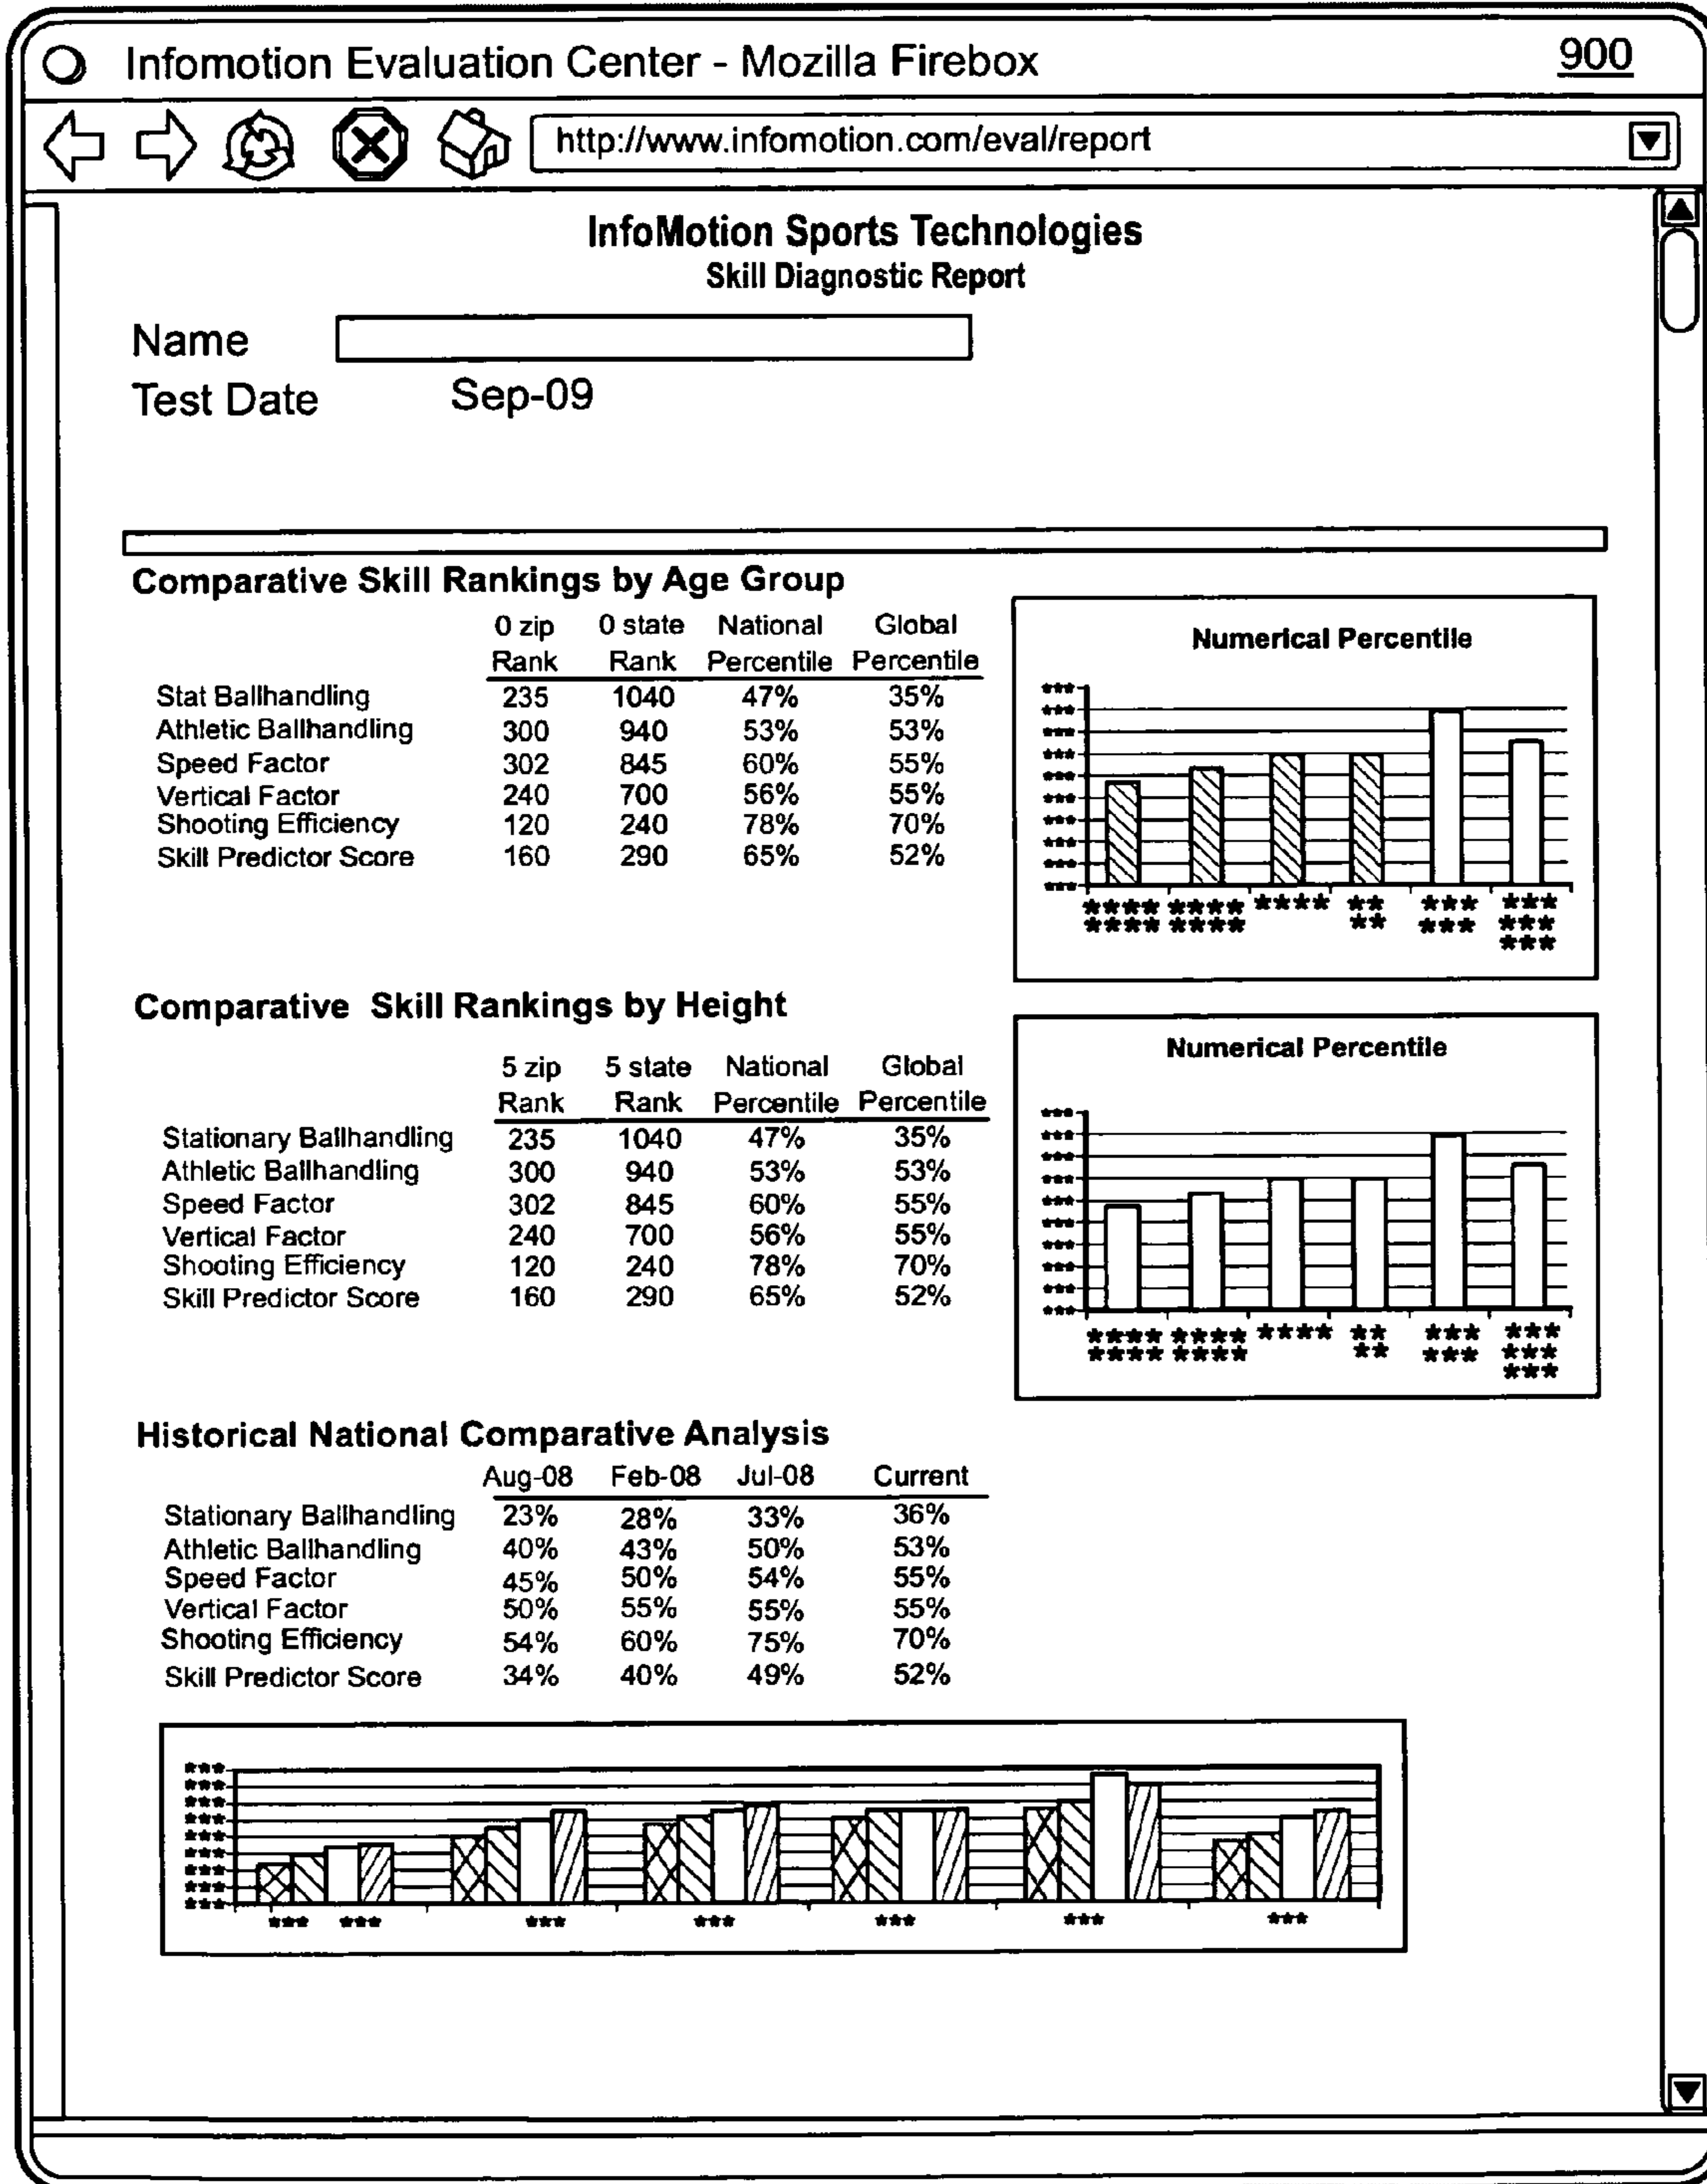 Infomotion Evaluation Center - Mozilla Firebox 900
http://www.infomotion.com/eval/report
InfoMotion Sports Technologies
Skill Diagnostic Report
Name
Test Date Sep-09
Comparative Skill Rankings by Age Group
0 zip 0 state National Global
Rank Rank Percentile Percentile
Stat Ballhandling 235 1040 47% 35%
Athletic Ballhandling 300 940 53% 53%
Speed Factor 302 845 60% 55%
Vertical Factor 240 700 56% 55%
Shooting Efficiency 120 240 78% 70%
Skill Predictor Score 160 290 65% 52%
Numerical Percentile
***
***
***
***
***
***
***
***
***
***
**** **** **** ** *** ***
**** **** ** *** ***
***
Comparative Skill Rankings by Height
5 zip 5 state National Global
Rank Rank Percentile Percentile
Stationary Ballhandling 235 1040 47% 35%
Athletic Ballhandling 300 940 53% 53%
Speed Factor 302 845 60% 55%
Vertical Factor 240 700 56% 55%
Shooting Efficiency 120 240 78% 70%
Skill Predictor Score 160 290 65% 52%
Numerical Percentile
***
***
***
***
***
***
***
***
***
***
**** **** **** ** *** ***
**** **** ** *** ***
***
Historical National Comparative Analysis
Aug-08 Feb-08 Jul-08 Current
Stationary Ballhandling 23% 28% 33% 36%
Athletic Ballhandling 40% 43% 50% 53%
Speed Factor 45% 50% 54% 55%
Vertical Factor 50% 55% 55% 55%
Shooting Efficiency 54% 60% 75% 70%
Skill Predictor Score 34% 40% 49% 52%
***
***
***
***
***
***
***
***
***
*** *** *** *** *** *** ***